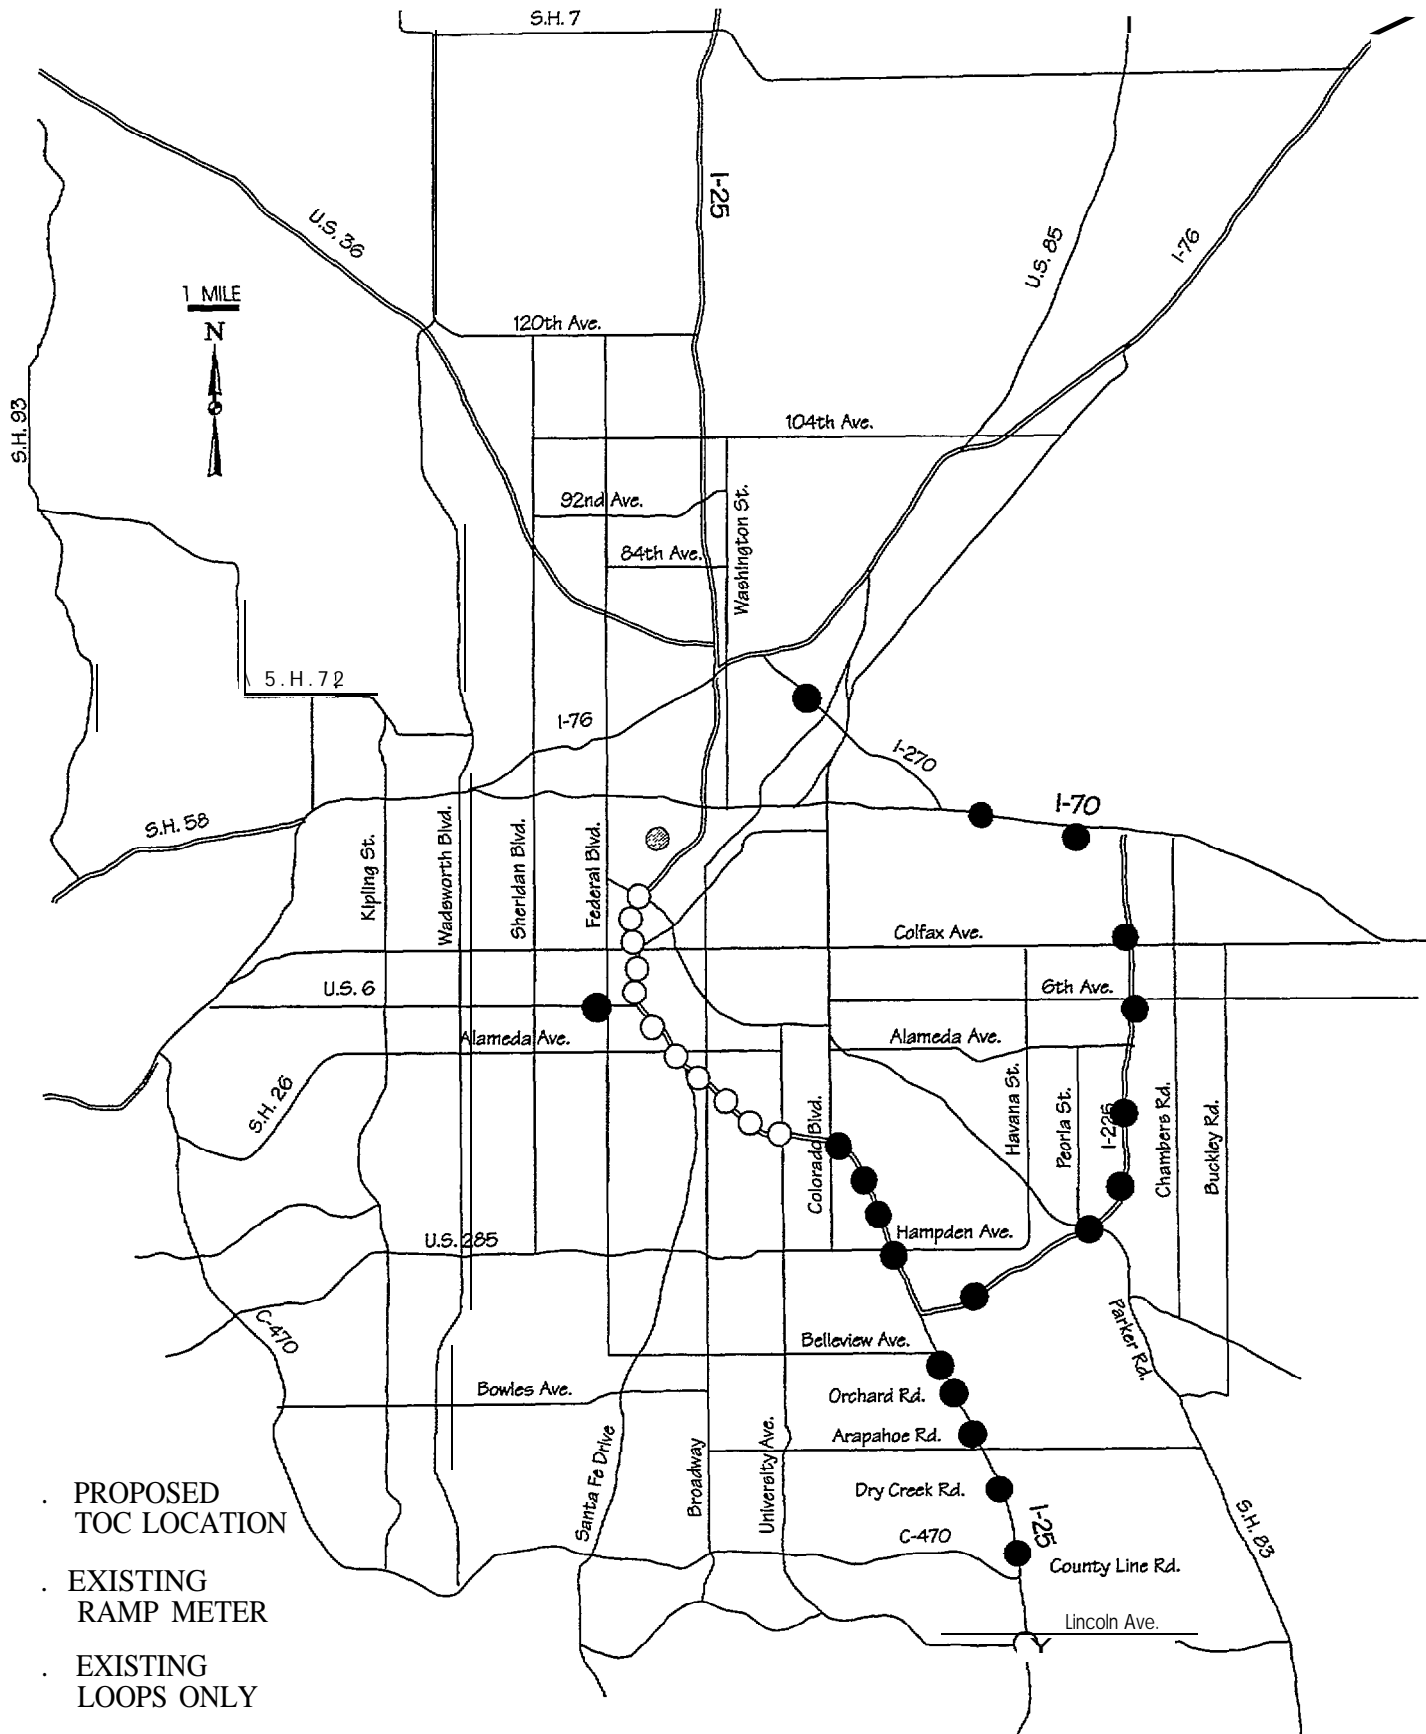 S.H. 7
I-25
U.S. 36
U.S. 85
I-76
1 MILE
N
120th Ave.
S.H. 93
104th Ave.
92nd Ave.
Washington St.
84th Ave.
5.H.72
I-76
I-270
I-70
S.H. 58
Kipling St.
Wadsworth Blvd.
Sheridan Blvd.
Federal Blvd.
Colfax Ave.
U.S. 6
6th Ave.
Alameda Ave.
Alameda Ave.
S.H. 26
Colorado Blvd.
Havana St.
Peoria St.
I-225
Chambers Rd.
Buckley Rd.
Hampden Ave.
U.S. 285
C-470
Parker Rd.
Belleview Ave.
Bowles Ave.
Orchard Rd.
Arapahoe Rd.
Santa Fe Drive
Broadway
University Ave.
Dry Creek Rd.
I-25
C-470
S.H. 83
County Line Rd.
Lincoln Ave.
. PROPOSED
TOC LOCATION
. EXISTING
RAMP METER
. EXISTING
LOOPS ONLY